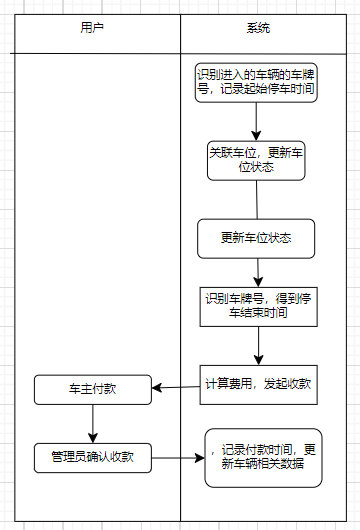 用户
系统
识别进入的车辆的车牌
号，记录起始停车时间
关联车位，更新车
位状态
更新车位状态
识别车牌号，得到停
车结束时间
计算费用，发起收款
车主付款
管理员确认收款
，记录付款时间，更
新车辆相关数据